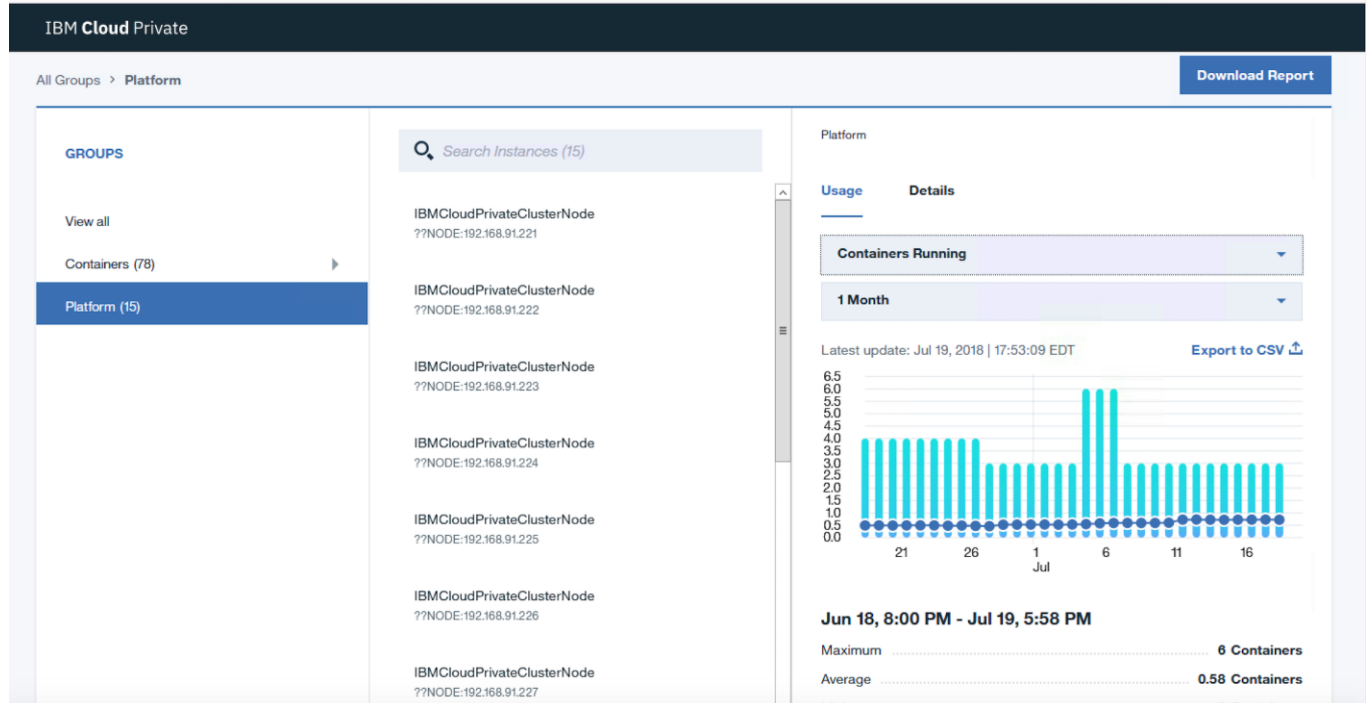 IBM Cloud Private
All Groups > Platform
Download Report
GROUPS
View all
Containers (78)
Platform (15)
Search Instances (15)
IBMCloudPrivateClusterNode
??NODE:192.168.91.221
IBMCloudPrivateClusterNode
??NODE:192.168.91.222
IBMCloudPrivateClusterNode
??NODE:192.168.91.223
IBMCloudPrivateClusterNode
??NODE:192.168.91.224
IBMCloudPrivateClusterNode
??NODE:192.168.91.225
IBMCloudPrivateClusterNode
??NODE:192.168.91.226
IBMCloudPrivateClusterNode
??NODE:192.168.91.227
Platform
Usage Details
Containers Running
1 Month
Latest update: Jul 19, 2018 | 17:53:09 EDT Export to CSV
6.5
6.0
5.5
5.0
4.5
4.0
3.5
3.0
2.5
2.0
1.5
1.0
0.5
0.0
21 26 1 6 11 16
Jul
Jun 18, 8:00 PM - Jul 19, 5:58 PM
Maximum 6 Containers
Average 0.58 Containers